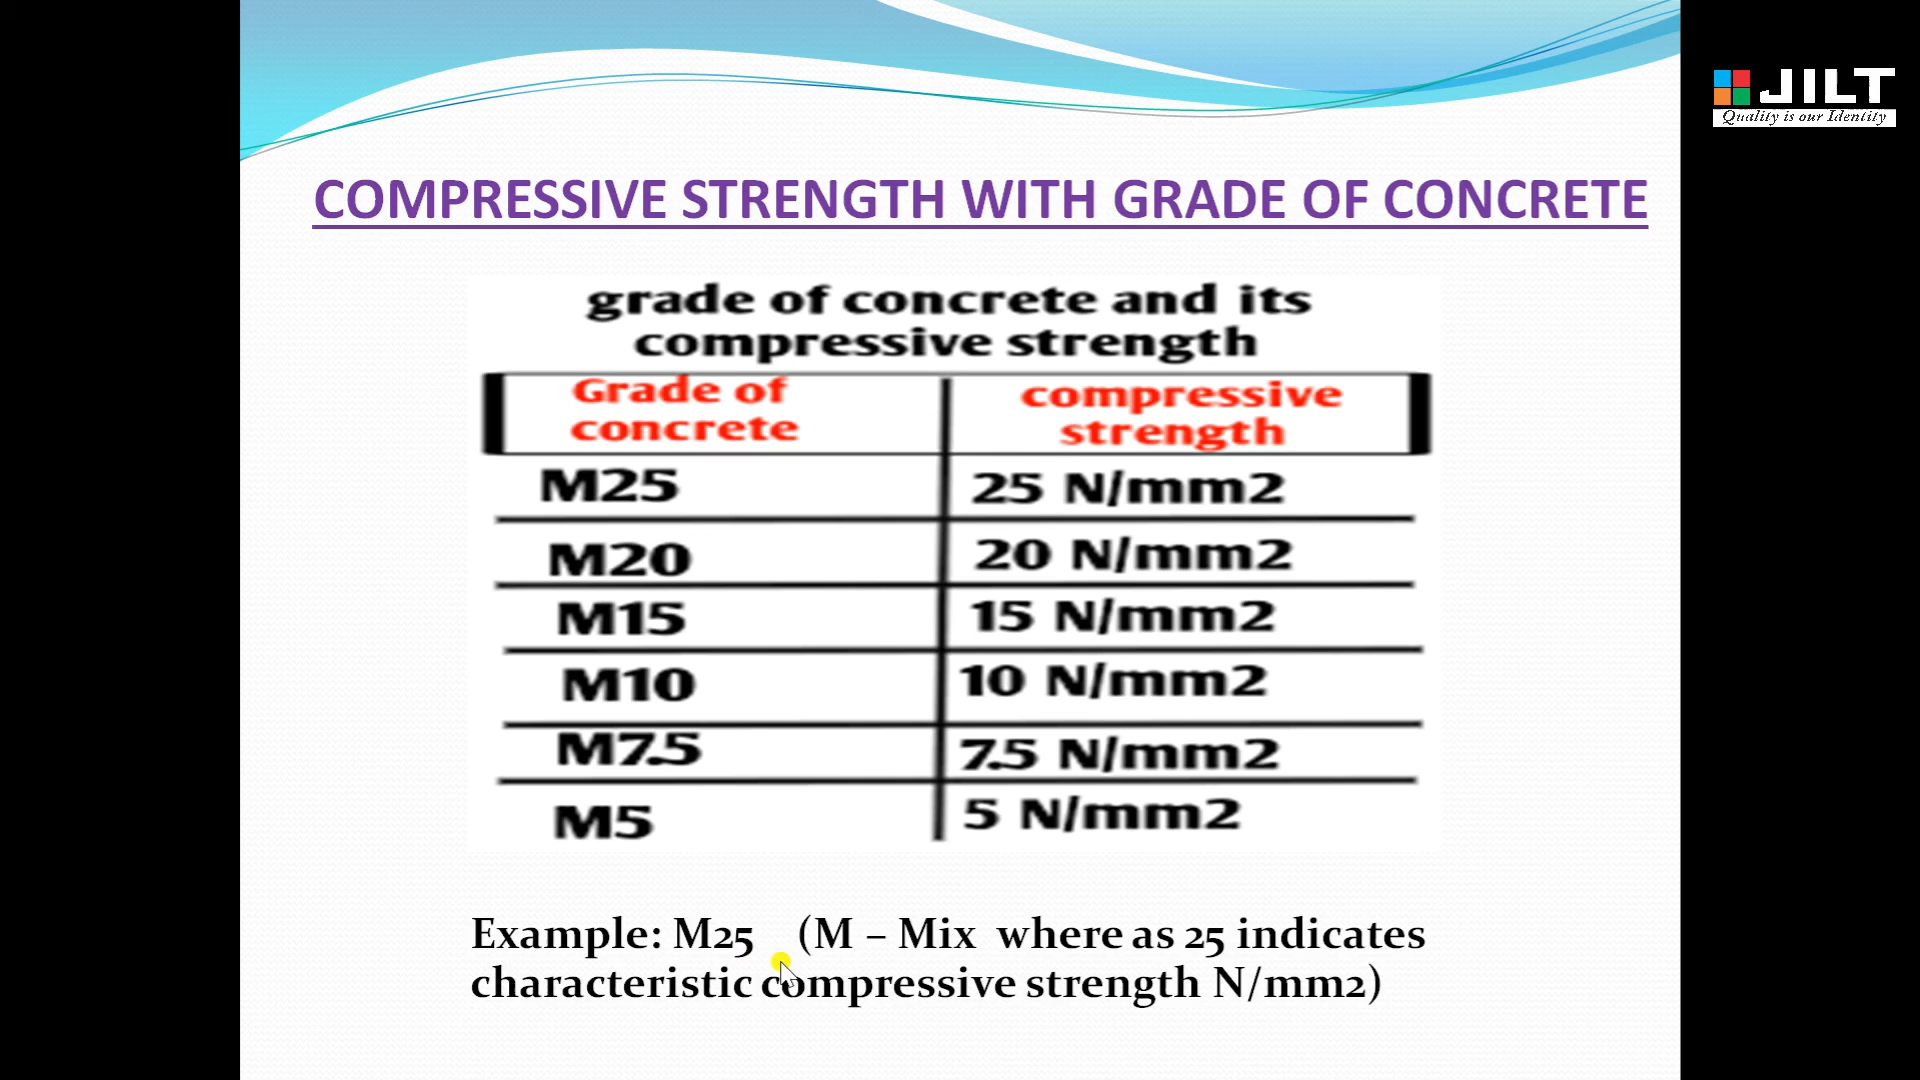 JILT
Quality is our Identity
COMPRESSIVE STRENGTH WITH GRADE OF CONCRETE
grade of concrete and its
compressive strength
Grade of concrete compressive strength
M25 25 N/mm2
M20 20 N/mm2
M15 15 N/mm2
M10 10 N/mm2
M7.5 7.5 N/mm2
M5 5 N/mm2
Example: M25 (M – Mix where as 25 indicates
characteristic compressive strength N/mm2)